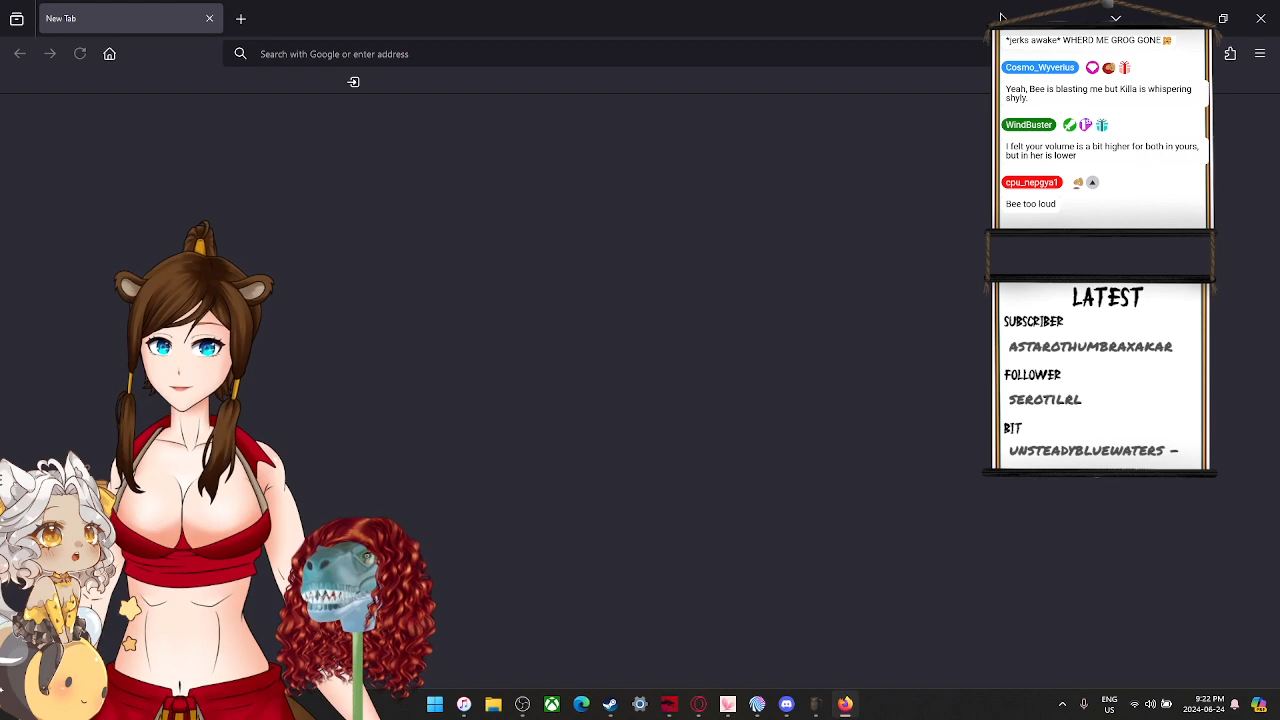 New Tab
Search with Google or enter address
*jerks awake* WHERD ME GROG GONE
Cosmo_Wyverius
Yeah, Bee is blasting me but Killa is whispering
shyly.
WindBuster
I felt your volume is a bit higher for both in yours,
but in her is lower
cpu_nepgya1
Bee too loud
LATEST
SUBSCRIBER
ASTAROTHUMBRAXAKAR
FOLLOWER
SEROTILRL
BIT
UNSTEADYBLUEWATERS -
ENG
US
9:22 PM
2024-06-24